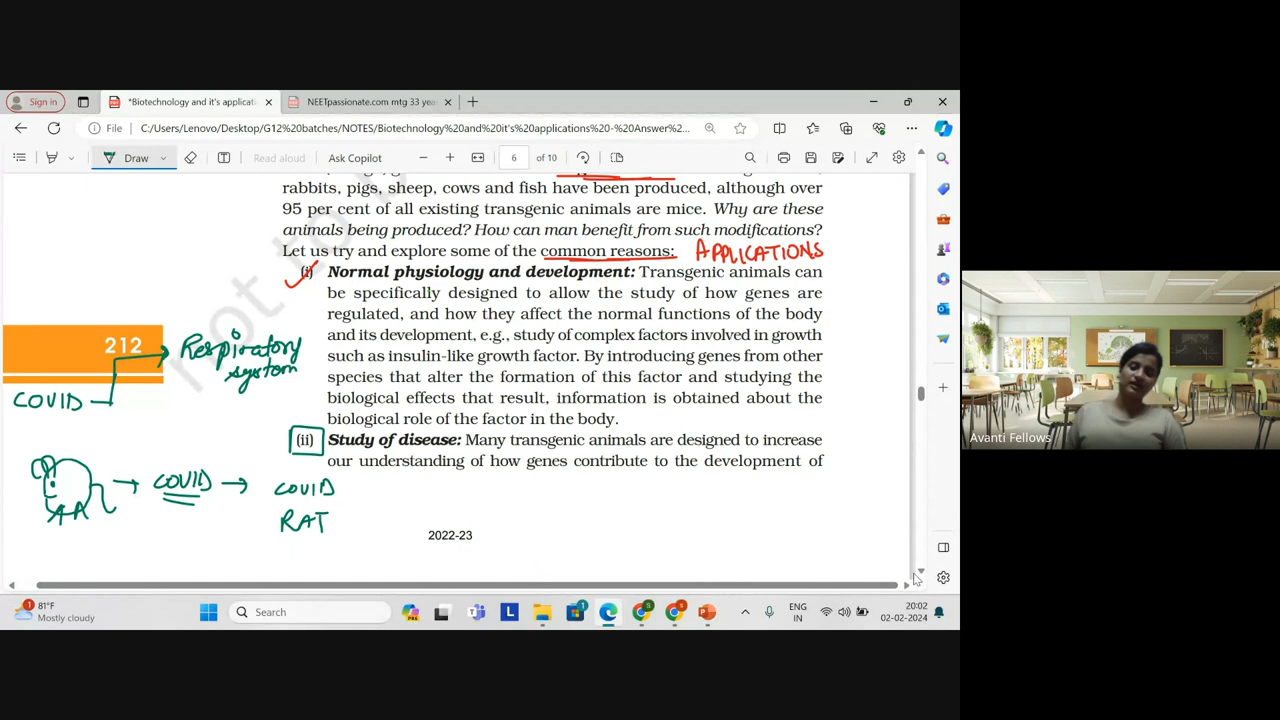 Sign in
*Biotechnology and it's applicati
NEETpassionate.com mtg 33 yea
File
C:/Users/Lenovo/Desktop/G12%20batches/NOTES/Biotechnology%20and%20it's%20applications%20-%20Answer%2...
Draw
Read aloud
Ask Copilot
6
of 10
rabbits, pigs, sheep, cows and fish have been produced, although over
95 per cent of all existing transgenic animals are mice. Why are these
animals being produced? How can man benefit from such modifications?
Let us try and explore some of the common reasons: APPLICATIONS
(i) Normal physiology and development: Transgenic animals can
be specifically designed to allow the study of how genes are
regulated, and how they affect the normal functions of the body
and its development, e.g., study of complex factors involved in growth
such as insulin-like growth factor. By introducing genes from other
species that alter the formation of this factor and studying the
biological effects that result, information is obtained about the
biological role of the factor in the body.
(ii) Study of disease: Many transgenic animals are designed to increase
our understanding of how genes contribute to the development of
212
Respiratory
system
COVID
COVID
COVID
RAT
not to
2022-23
Avanti Fellows
1
81°F
Mostly cloudy
Search
ENG
IN
20:02
02-02-2024